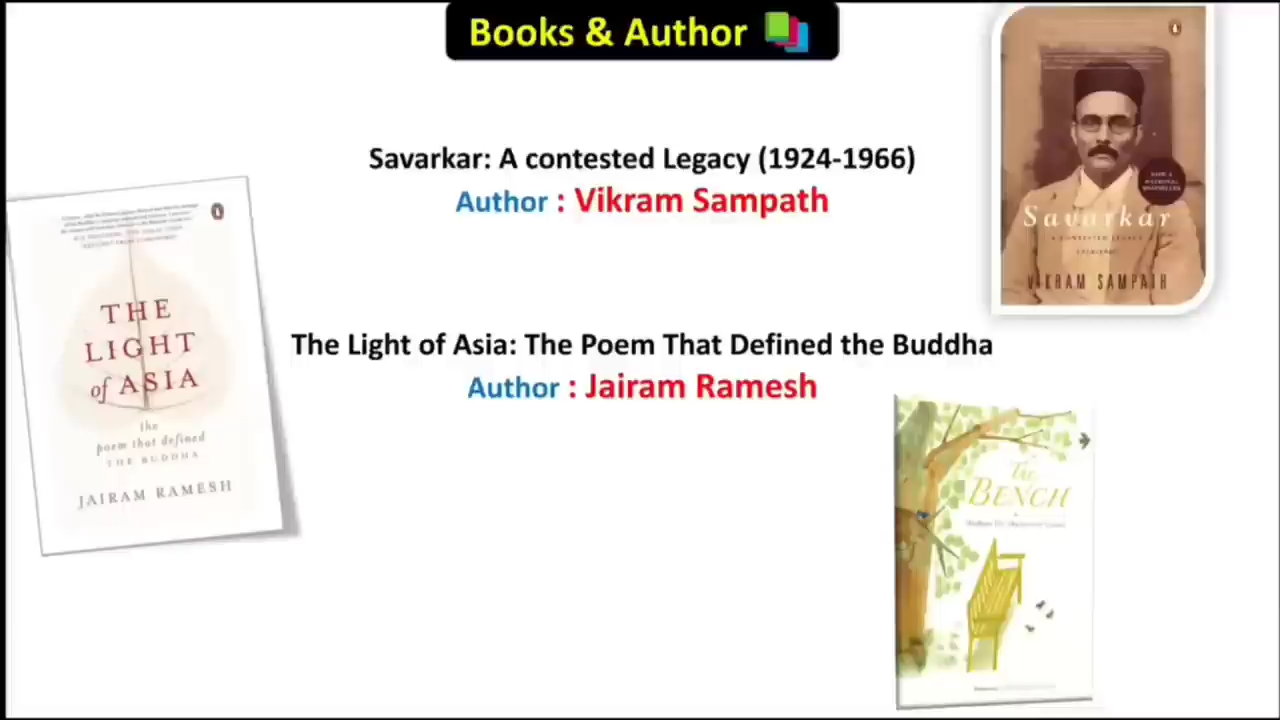 Books & Author
Savarkar: A contested Legacy (1924-1966)
Author : Vikram Sampath
The Light of Asia: The Poem That Defined the Buddha
Author : Jairam Ramesh
Savarkar
VIKRAM SAMPATH
THE
LIGHT
of ASIA
the
poem that defined
THE BUDDHA
JAIRAM RAMESH
The
BENCH